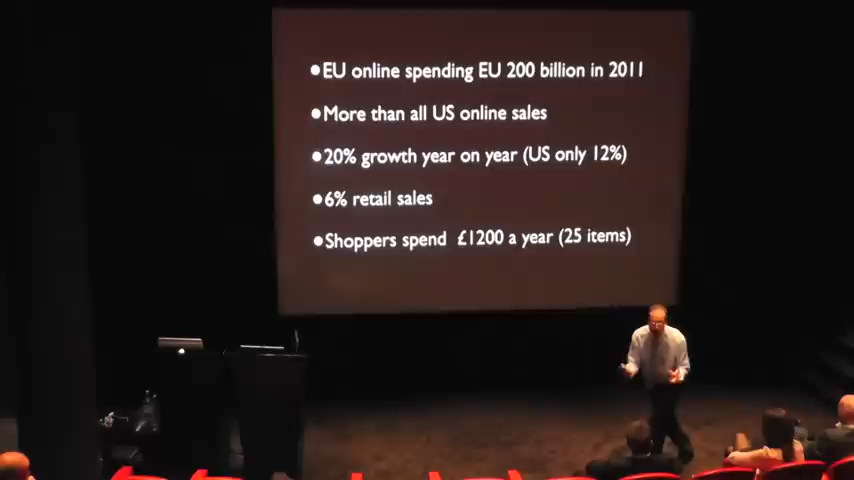 •EU online spending EU 200 billion in 2011
•More than all US online sales
•20% growth year on year (US only 12%)
•6% retail sales
•Shoppers spend £1200 a year (25 items)